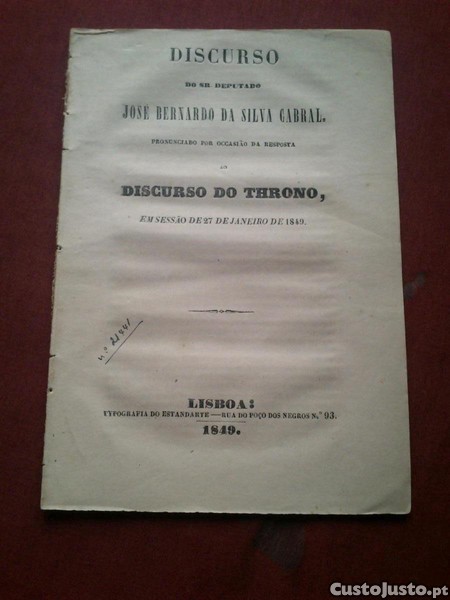 DISCURSO
DO SR. DEPUTADO
JOSÉ BERNARDO DA SILVA CABRAL.
PRONUNCIADO POR OCCASIÃO DA RESPOSTA
AO
DISCURSO DO THRONO,
EM SESSÃO DE 27 DE JANEIRO DE 1849.
LISBOA:
TYPOGRAFIA DO ESTANDARTE—RUA DO POÇO DOS NEGROS N.º 93.
1849.
CustoJusto.pt